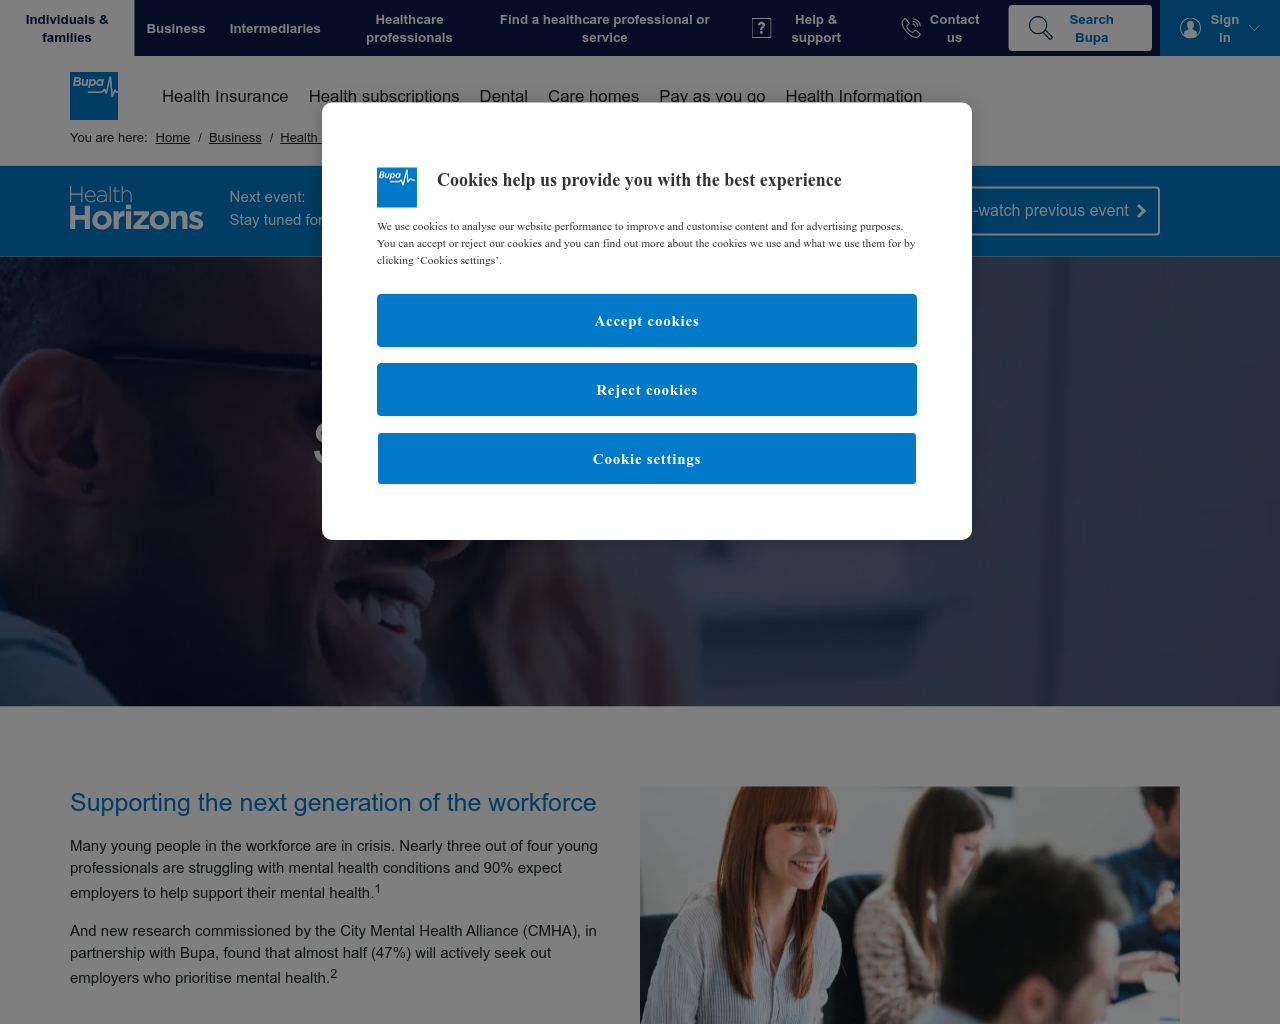 Individuals & families
Business
Intermediaries
Healthcare professionals
Find a healthcare professional or service
Help & support
Contact us
Search Bupa
Sign in
Bupa
Health Insurance
Health subscriptions
Dental
Care homes
Pay as you go
Health Information
You are here: Home / Business / Health
Health
Horizons
Next event:
Stay tuned for
-watch previous event
Bupa
Cookies help us provide you with the best experience
We use cookies to analyse our website performance to improve and customise content and for advertising purposes.
You can accept or reject our cookies and you can find out more about the cookies we use and what we use them for by
clicking ‘Cookies settings’.
Accept cookies
Reject cookies
Cookie settings
Supporting the next generation of the workforce
Many young people in the workforce are in crisis. Nearly three out of four young
professionals are struggling with mental health conditions and 90% expect
employers to help support their mental health.1
And new research commissioned by the City Mental Health Alliance (CMHA), in
partnership with Bupa, found that almost half (47%) will actively seek out
employers who prioritise mental health.2